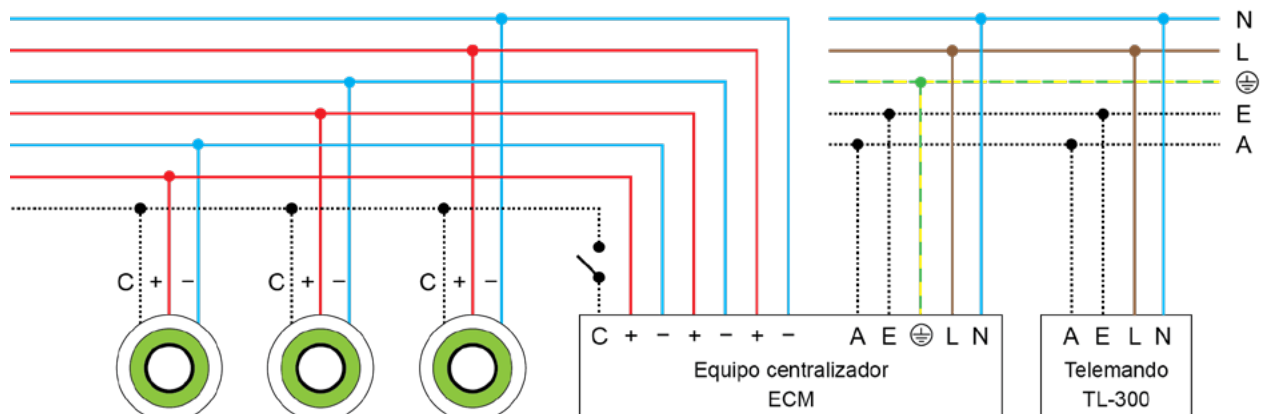 N
L
E
A
C + − C + − C + −
C + − + − + − A E ⏚ L N A E L N
Equipo centralizador
ECM
Telemando
TL-300